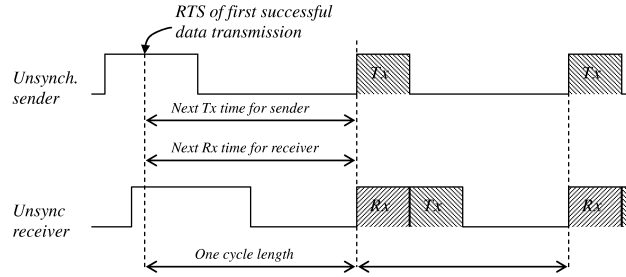 RTS of first successful
data transmission
Unsynch.
sender
Tx
Tx
Next Tx time for sender
Next Rx time for receiver
Unsync
receiver
Rx
Tx
Rx
One cycle length